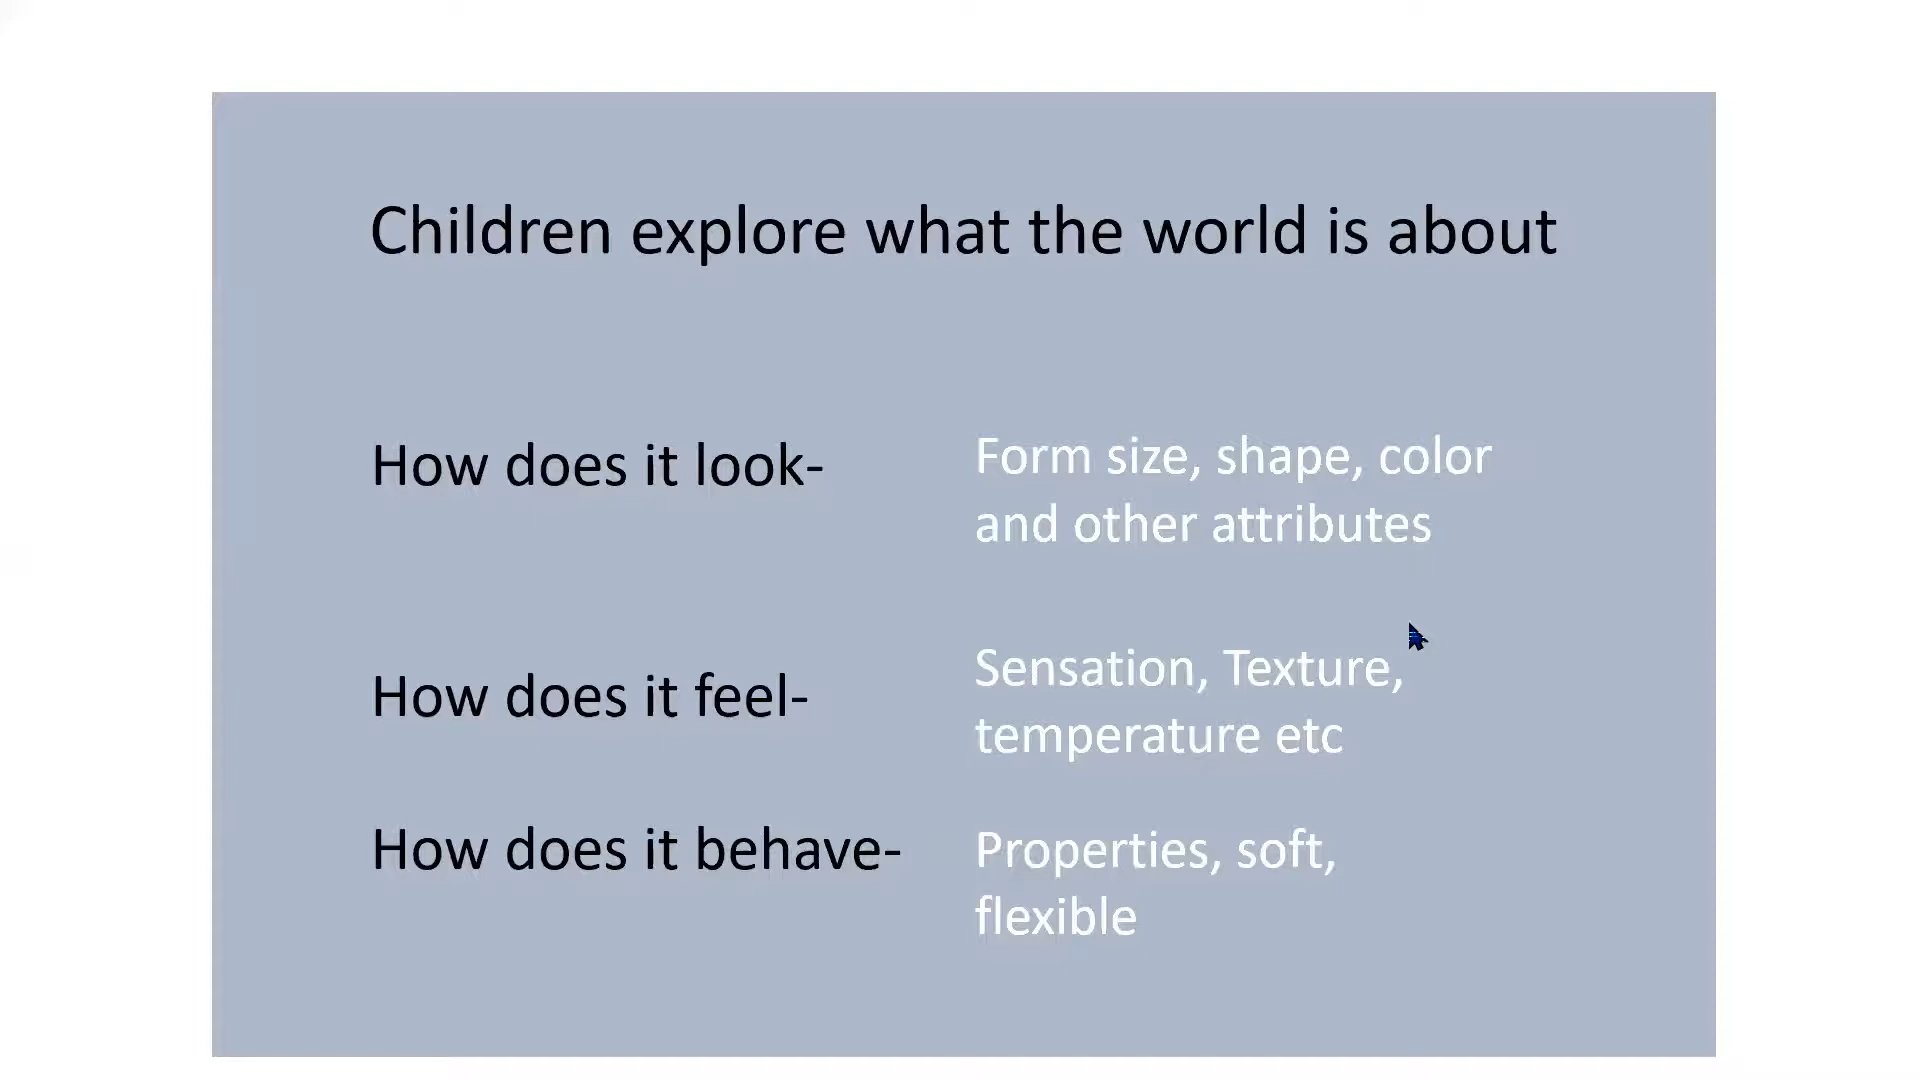 Children explore what the world is about
How does it look-
Form size, shape, color
and other attributes
How does it feel-
Sensation, Texture,
temperature etc
How does it behave-
Properties, soft,
flexible